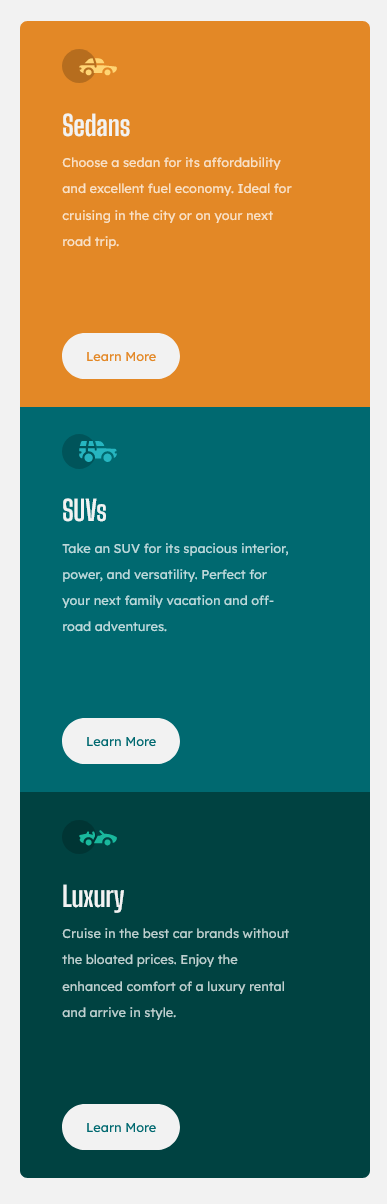 Sedans
Choose a sedan for its affordability
and excellent fuel economy. Ideal for
cruising in the city or on your next
road trip.
Learn More
SUVs
Take an SUV for its spacious interior,
power, and versatility. Perfect for
your next family vacation and off-
road adventures.
Learn More
Luxury
Cruise in the best car brands without
the bloated prices. Enjoy the
enhanced comfort of a luxury rental
and arrive in style.
Learn More